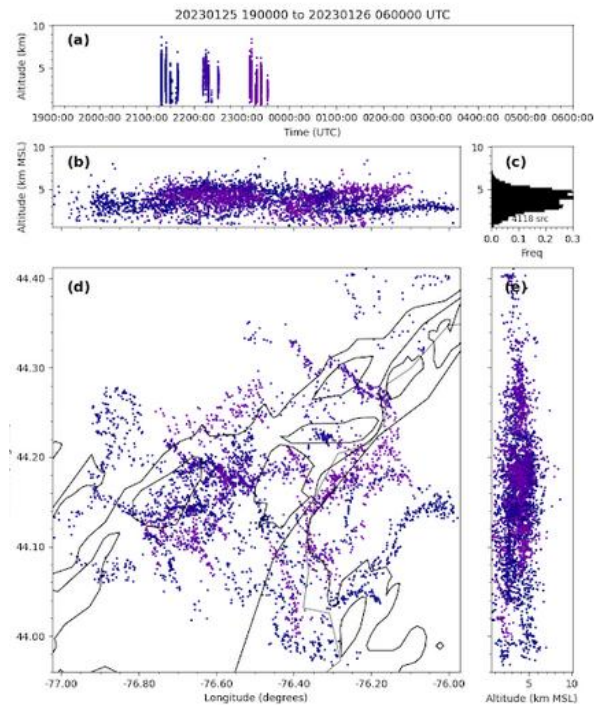 20230125 190000 to 20230126 060000 UTC
(a)
Altitude (km)
10
5
1900:00 2000:00 2100:00 2200:00 2300:00 0000:00 0100:00 0200:00 0300:00 0400:00 0500:00 0600:00
Time (UTC)
(b)
Altitude (km MSL)
10
5
(c)
10
5
4118 src
0.0 0.1 0.2 0.3
Freq
(d)
44.40
44.30
44.20
44.10
44.00
-77.00 -76.80 -76.60 -76.40 -76.20 -76.00
Longitude (degrees)
(e)
5 10
Altitude (km MSL)